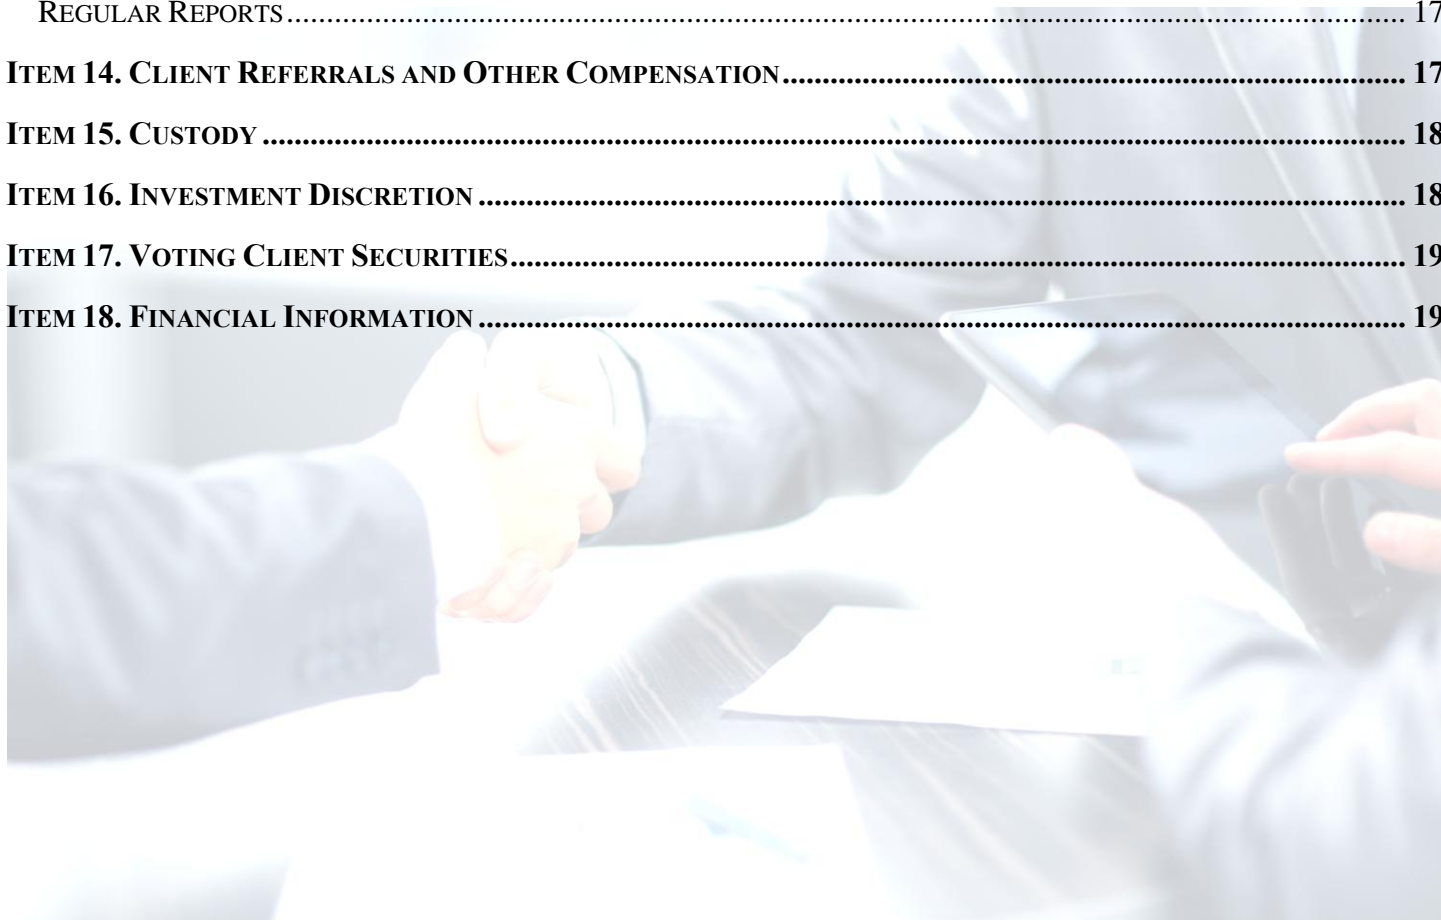 REGULAR REPORTS........................................................................................................................................ 17
ITEM 14. CLIENT REFERRALS AND OTHER COMPENSATION.............................................................................. 17
ITEM 15. CUSTODY ............................................................................................................................................. 18
ITEM 16. INVESTMENT DISCRETION .................................................................................................................. 18
ITEM 17. VOTING CLIENT SECURITIES............................................................................................................... 19
ITEM 18. FINANCIAL INFORMATION .................................................................................................................. 19